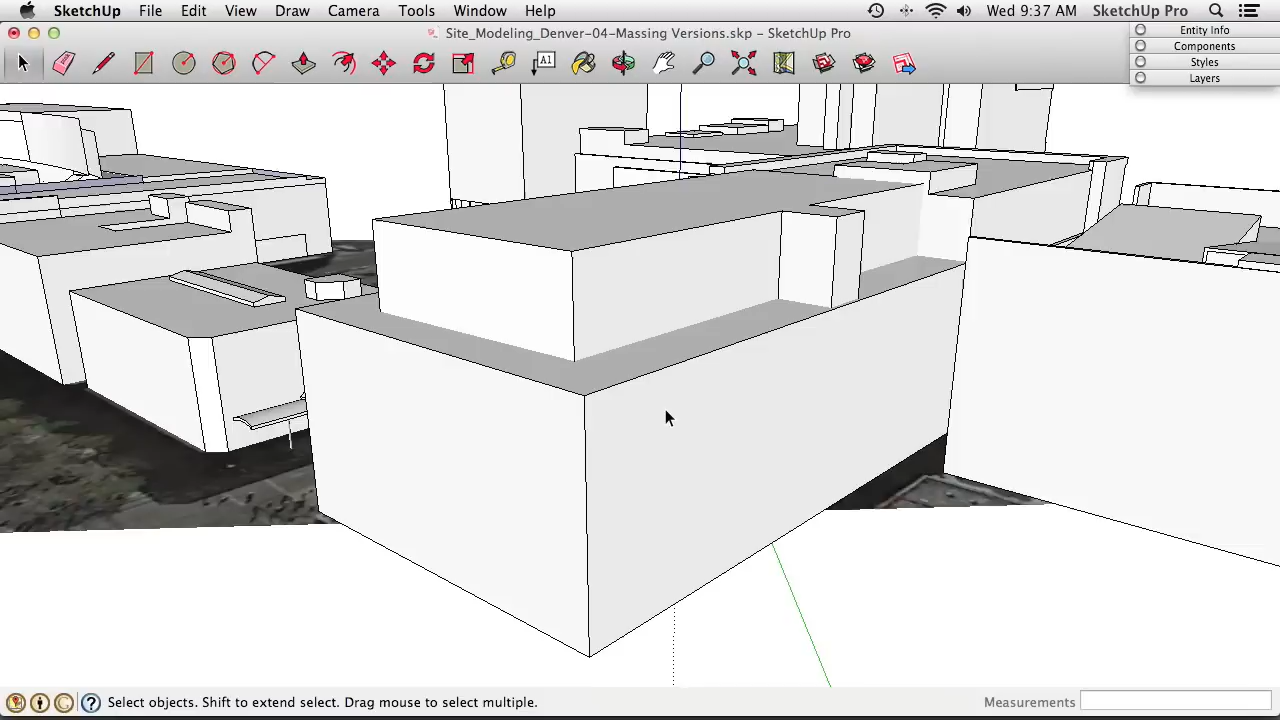 SketchUp File Edit View Draw Camera Tools Window Help Wed 9:37 AM SketchUp Pro
Site_Modeling_Denver-04-Massing Versions.skp – SketchUp Pro
Entity Info
Components
Styles
Layers
A1
Select objects. Shift to extend select. Drag mouse to select multiple. Measurements